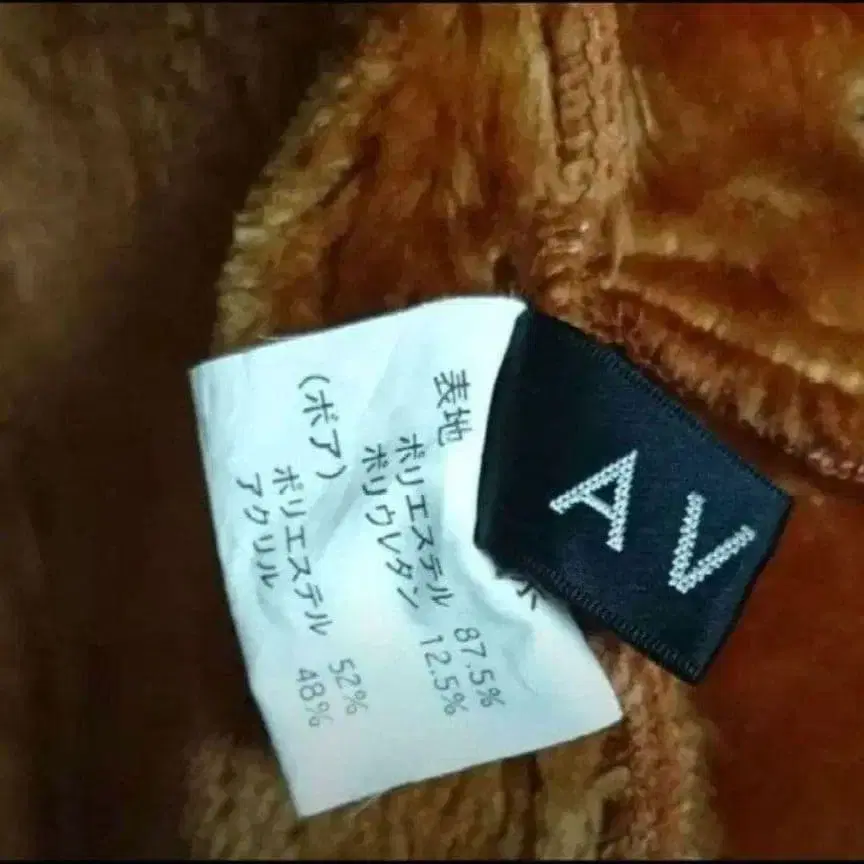 表地
ポリエステル 87.5%
ポリウレタン 12.5%
(ボア)
ポリエステル 52%
アクリル 48%
AV